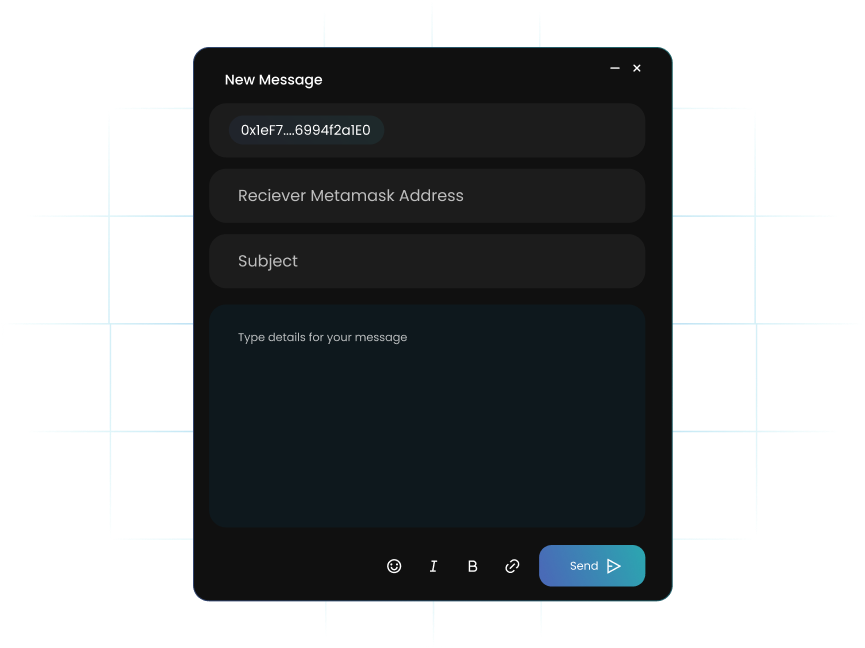 New Message
0x1eF7....6994f2a1E0
Reciever Metamask Address
Subject
Type details for your message
I B
Send